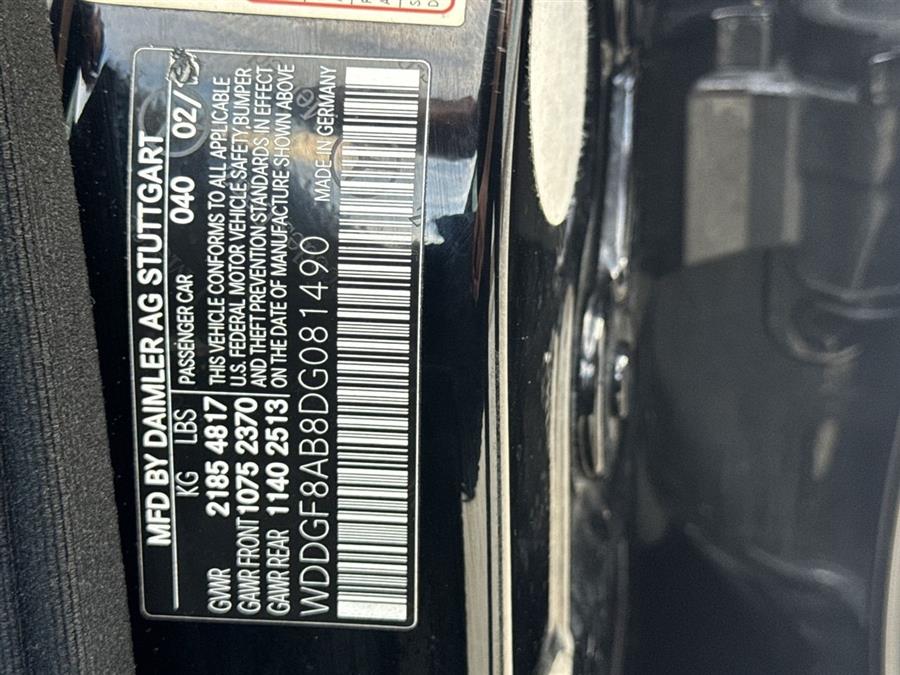 MFD BY DAIMLER AG STUTTGART
KG LBS PASSENGER CAR 040 02/
GVWR 2185 4817 THIS VEHICLE CONFORMS TO ALL APPLICABLE
GAWR FRONT 1075 2370 U.S. FEDERAL MOTOR VEHICLE SAFETY, BUMPER
GAWR REAR 1140 2513 AND THEFT PREVENTION STANDARDS IN EFFECT
ON THE DATE OF MANUFACTURE SHOWN ABOVE
WDDGF8AB8DG081490 MADE IN GERMANY